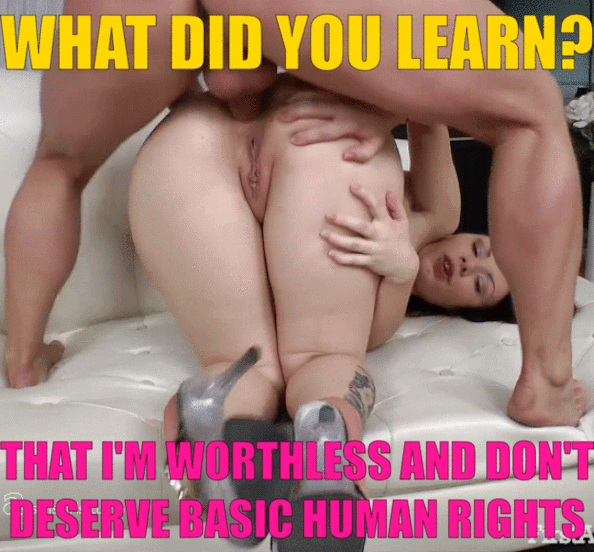 WHAT DID YOU LEARN?
THAT I'M WORTHLESS AND DON'T
DESERVE BASIC HUMAN RIGHTS